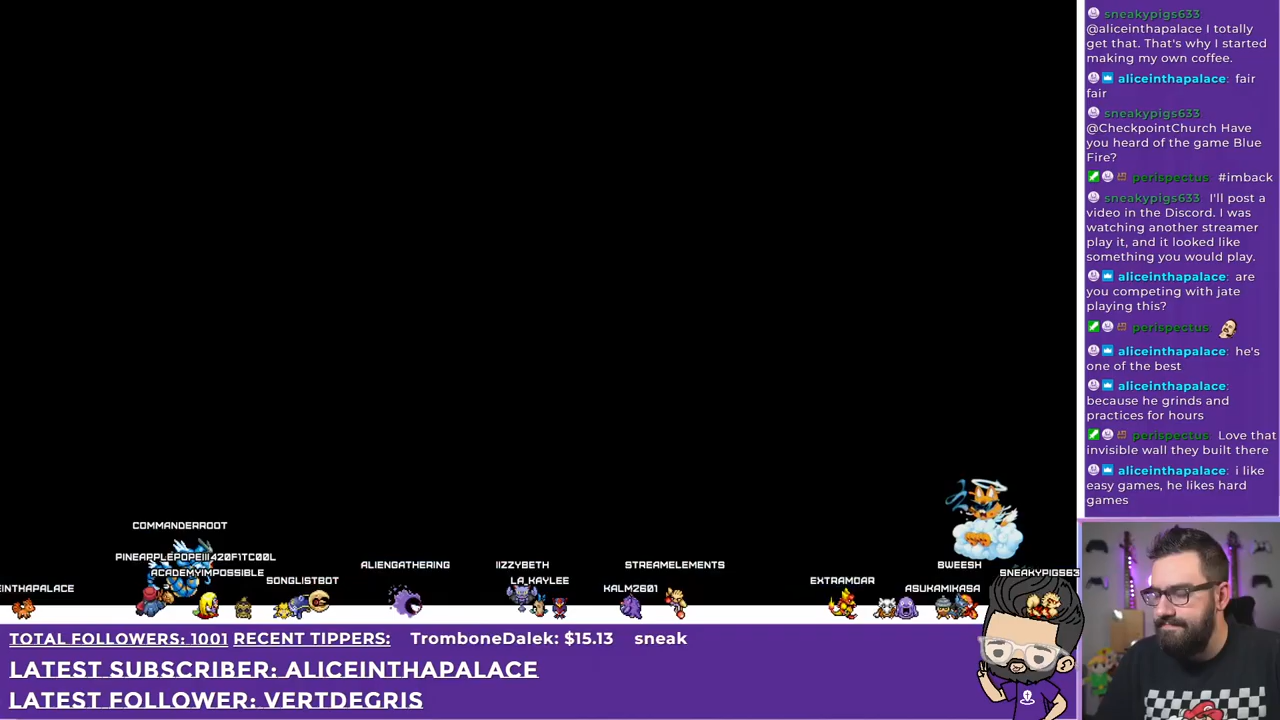 sneakypigs633
@aliceinthapalace I totally
get that. That's why I started
making my own coffee.
aliceinthapalace: fair
fair
sneakypigs633
@CheckpointChurch Have
you heard of the game Blue
Fire?
perispectus: #imback
sneakypigs633 I'll post a
video in the Discord. I was
watching another streamer
play it, and it looked like
something you would play.
aliceinthapalace: are
you competing with jate
playing this?
perispectus
aliceinthapalace: he's
one of the best
aliceinthapalace:
because he grinds and
practices for hours
perispectus Love that
invisible wall they built there
aliceinthapalace: i like
easy games, he likes hard
games
COMMANDERROOT
PINEAPPLEPOPEIII420F1TC00L
ACADEMYIMPOSSIBLE
EINTHAPALACE
SONGLISTBOT
ALIENGATHERING
IIZZYBETH
LA_KAYLEE
STREAMELEMENTS
KALM2601
EXTRAMOAR
BWEESH
ASUKAMIKASA
SNEAKYPIGS63
TOTAL FOLLOWERS: 1001 RECENT TIPPERS: TromboneDalek: $15.13 sneak
LATEST SUBSCRIBER: ALICEINTHAPALACE
LATEST FOLLOWER: VERTDEGRIS